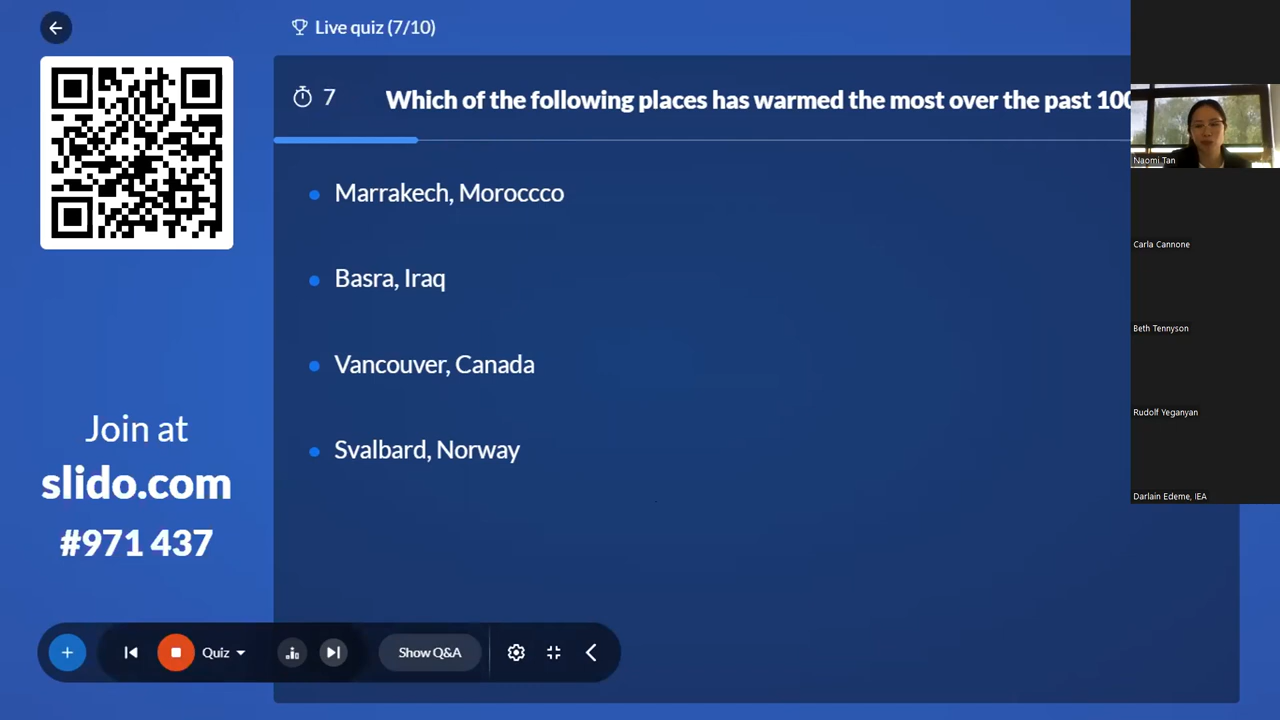 Live quiz (7/10)
7
Which of the following places has warmed the most over the past 100
Marrakech, Moroccco
Basra, Iraq
Vancouver, Canada
Svalbard, Norway
Join at
slido.com
#971 437
Quiz
Show Q&A
Naomi Tan
Carla Cannone
Beth Tennyson
Rudolf Yeganyan
Darlain Edeme, IEA